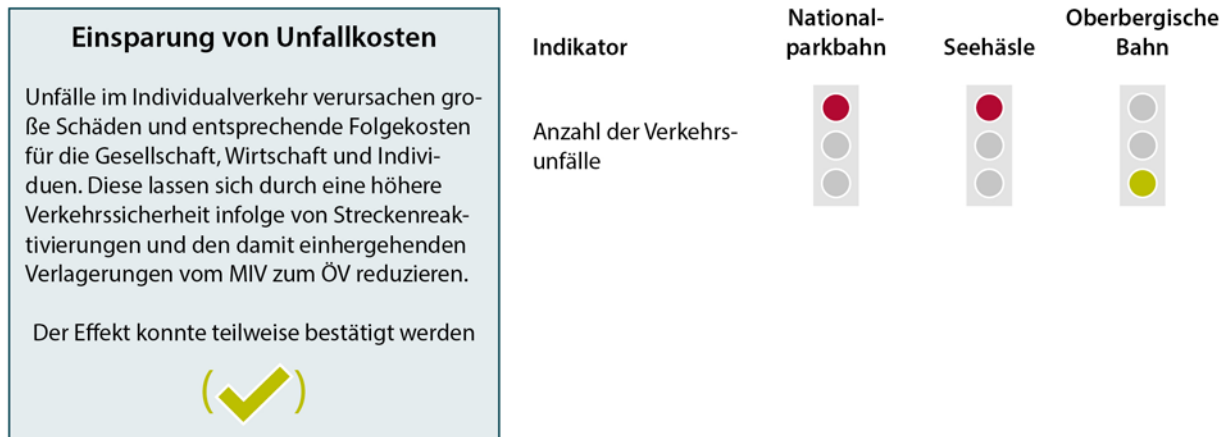 Einsparung von Unfallkosten
Unfälle im Individualverkehr verursachen gro-
ße Schäden und entsprechende Folgekosten
für die Gesellschaft, Wirtschaft und Indivi-
duen. Diese lassen sich durch eine höhere
Verkehrssicherheit infolge von Streckenreak-
tivierungen und den damit einhergehenden
Verlagerungen vom MIV zum ÖV reduzieren.
Der Effekt konnte teilweise bestätigt werden
( )
Indikator
National-
parkbahn
Seehäsle
Oberbergische
Bahn
Anzahl der Verkehrs-
unfälle